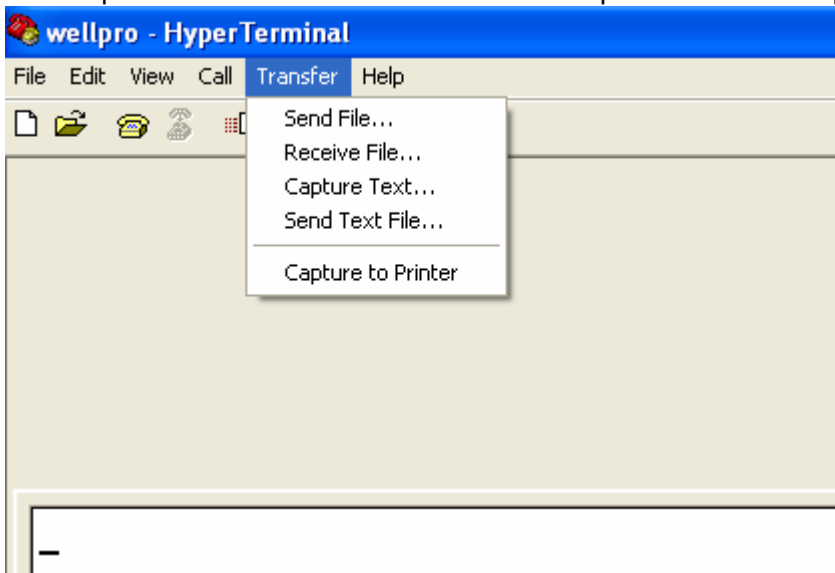 wellpro - HyperTerminal
File Edit View Call Transfer Help
Send File...
Receive File...
Capture Text...
Send Text File...
Capture to Printer